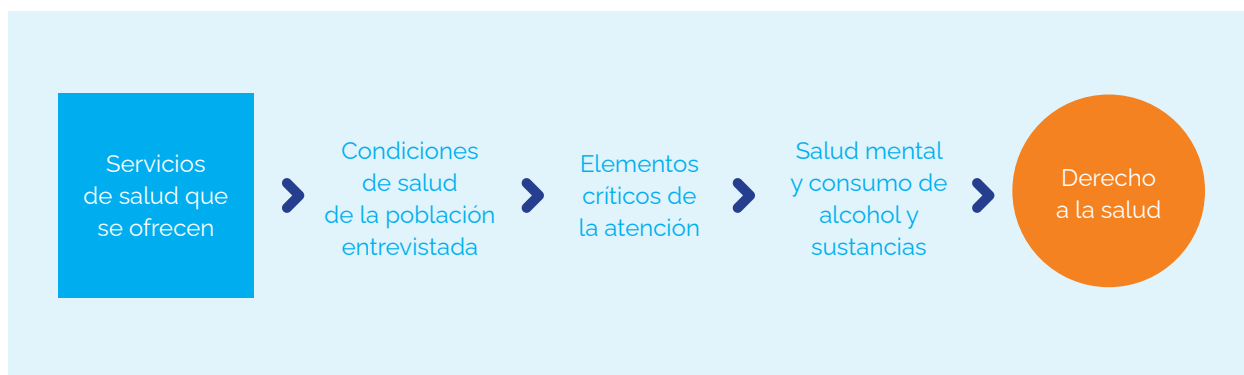 Servicios
de salud que
se ofrecen
Condiciones
de salud
de la población
entrevistada
Elementos
críticos de
la atención
Salud mental
y consumo de
alcohol y
sustancias
Derecho
a la salud